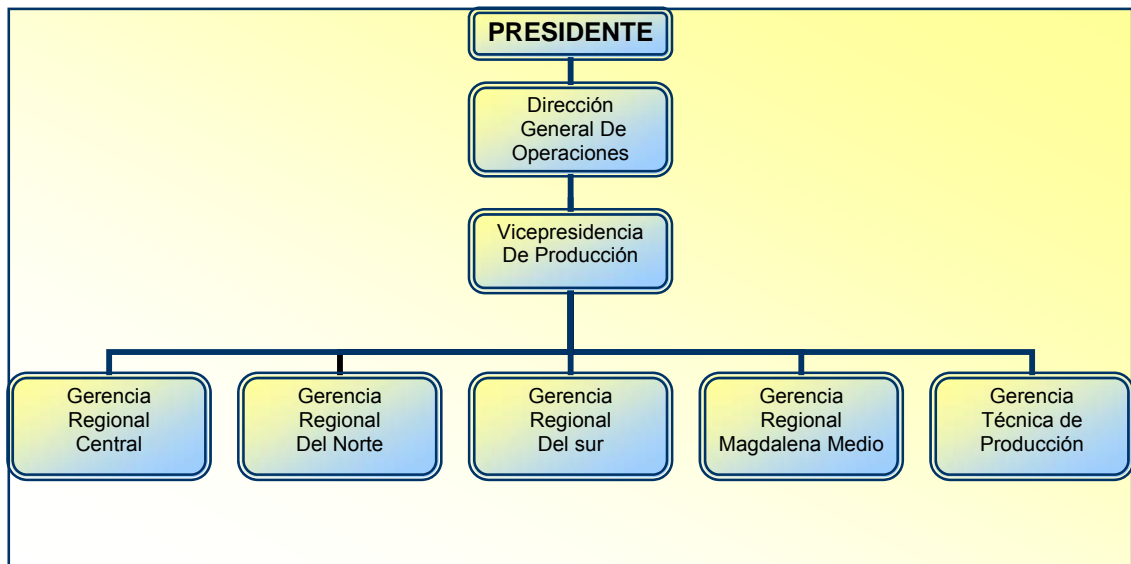 PRESIDENTE
Dirección
General De
Operaciones
Vicepresidencia
De Producción
Gerencia
Regional
Central
Gerencia
Regional
Del Norte
Gerencia
Regional
Del sur
Gerencia
Regional
Magdalena Medio
Gerencia
Técnica de
Producción